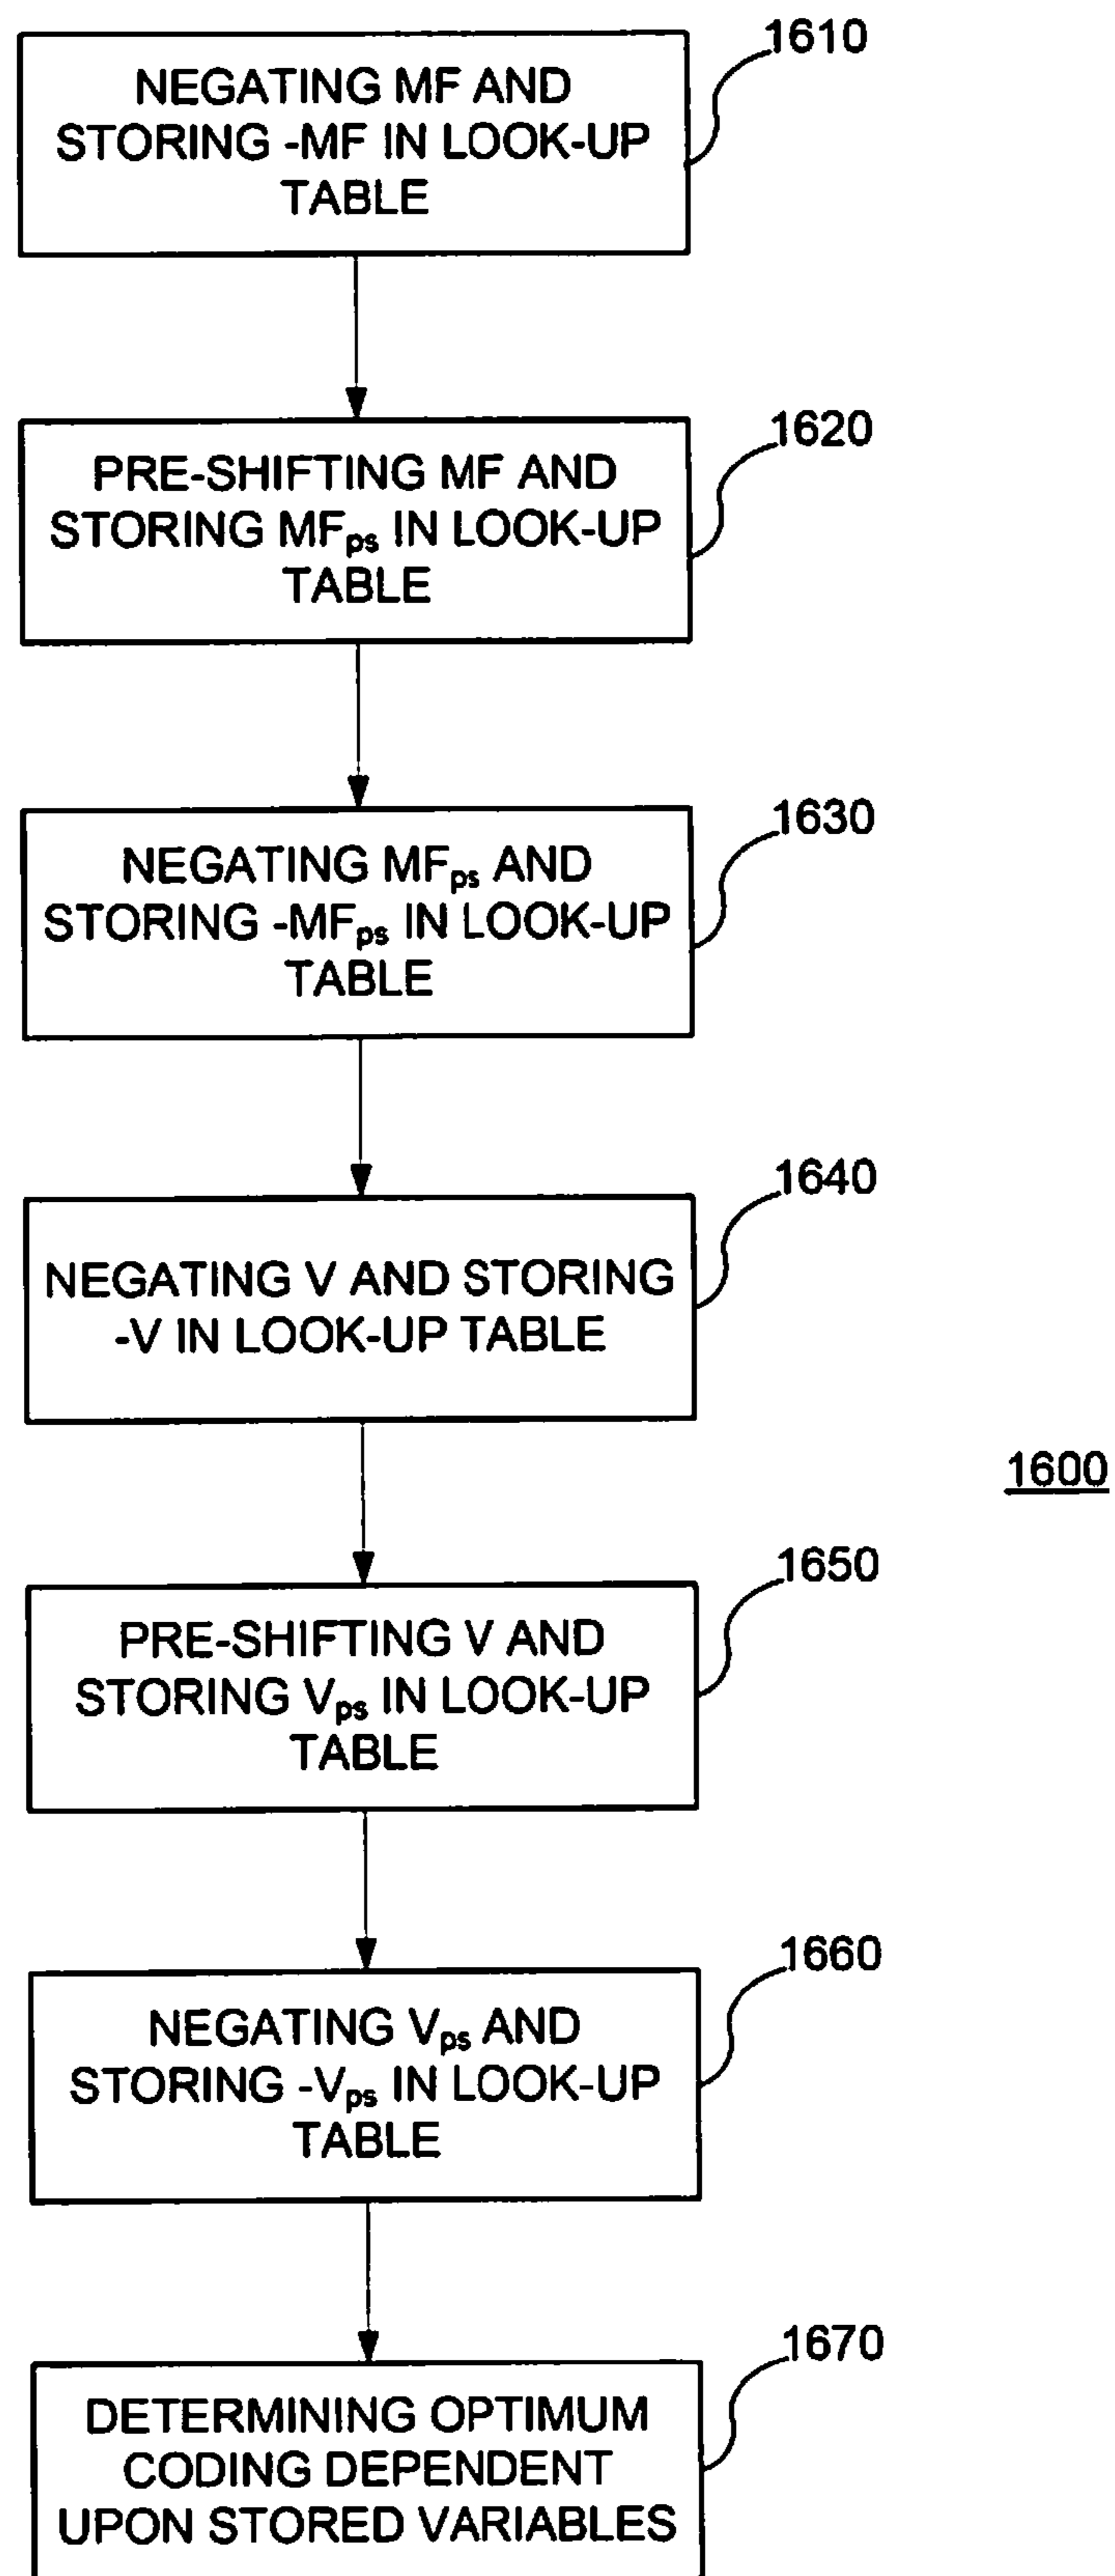 1610
NEGATING MF AND
STORING -MF IN LOOK-UP
TABLE
1620
PRE-SHIFTING MF AND
STORING MFps IN LOOK-UP
TABLE
1630
NEGATING MFps AND
STORING -MFps IN LOOK-UP
TABLE
1640
NEGATING V AND STORING
-V IN LOOK-UP TABLE
1600
1650
PRE-SHIFTING V AND
STORING Vps IN LOOK-UP
TABLE
1660
NEGATING Vps AND
STORING -Vps IN LOOK-UP
TABLE
1670
DETERMINING OPTIMUM
CODING DEPENDENT
UPON STORED VARIABLES